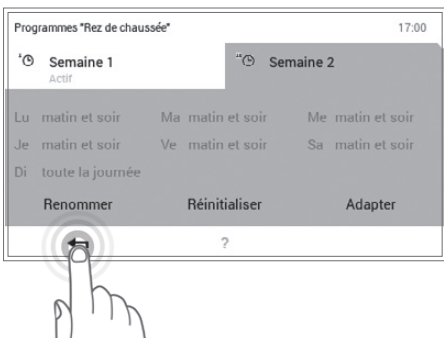 Programmes "Rez de chaussée" 17:00
Semaine 1 Semaine 2
Actif
Lu matin et soir Ma matin et soir Me matin et soir
Je matin et soir Ve matin et soir Sa matin et soir
Di toute la journée
Renommer Réinitialiser Adapter
?